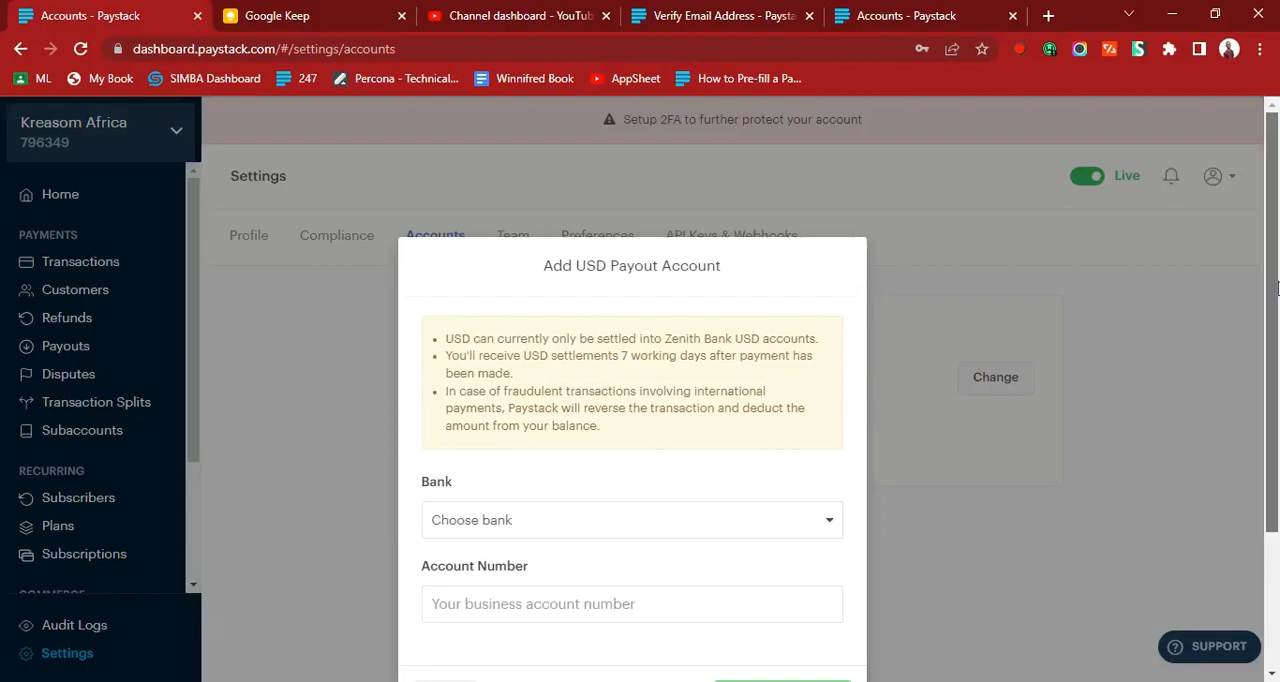 Accounts - Paystack
Google Keep
Channel dashboard - YouTub
Verify Email Address - Paysta
Accounts - Paystack
dashboard.paystack.com/#/settings/accounts
ML
My Book
SIMBA Dashboard
247
Percona - Technical...
Winnifred Book
AppSheet
How to Pre-fill a Pa...
Kreasom Africa
796349
Setup 2FA to further protect your account
Settings
Live
Home
PAYMENTS
Transactions
Customers
Refunds
Payouts
Disputes
Transaction Splits
Subaccounts
RECURRING
Subscribers
Plans
Subscriptions
COMMERCE
Audit Logs
Settings
Profile
Compliance
Accounts
Team
Preferences
API Keys & Webhooks
Add USD Payout Account
• USD can currently only be settled into Zenith Bank USD accounts.
• You'll receive USD settlements 7 working days after payment has
been made.
• In case of fraudulent transactions involving international
payments, Paystack will reverse the transaction and deduct the
amount from your balance.
Change
Bank
Choose bank
Account Number
Your business account number
SUPPORT